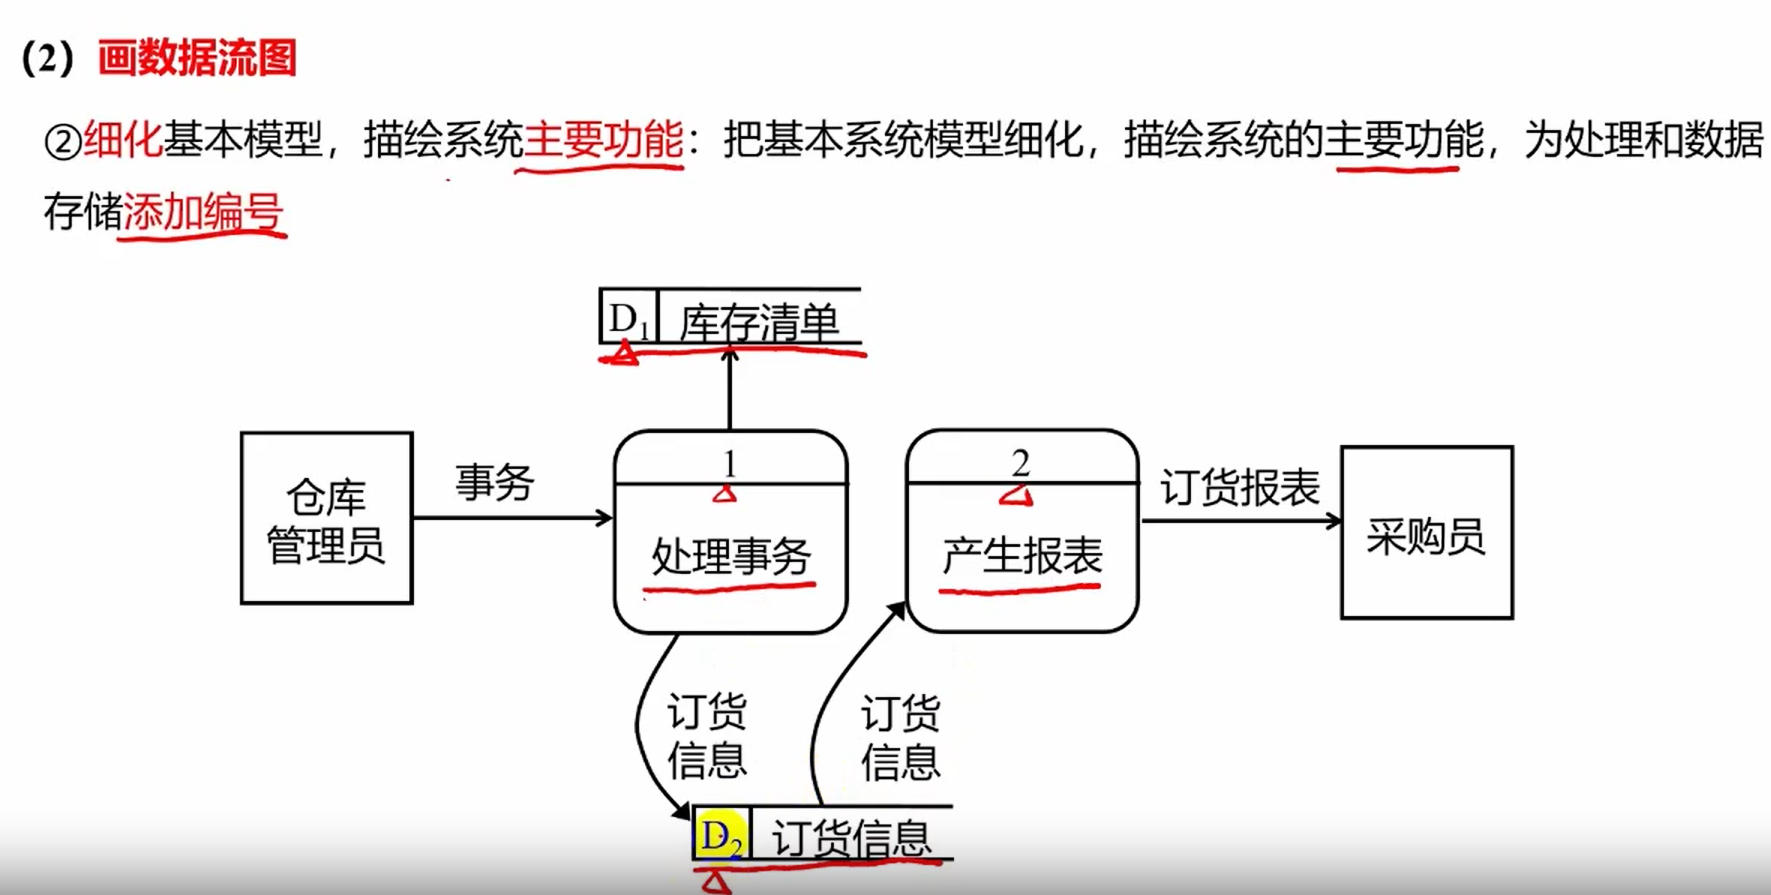 (2) 画数据流图
②细化基本模型，描绘系统主要功能：把基本系统模型细化，描绘系统的主要功能，为处理和数据
存储添加编号
D1 库存清单
仓库
管理员
事务
1
处理事务
2
产生报表
订货报表
采购员
订货
信息
订货
信息
D2 订货信息